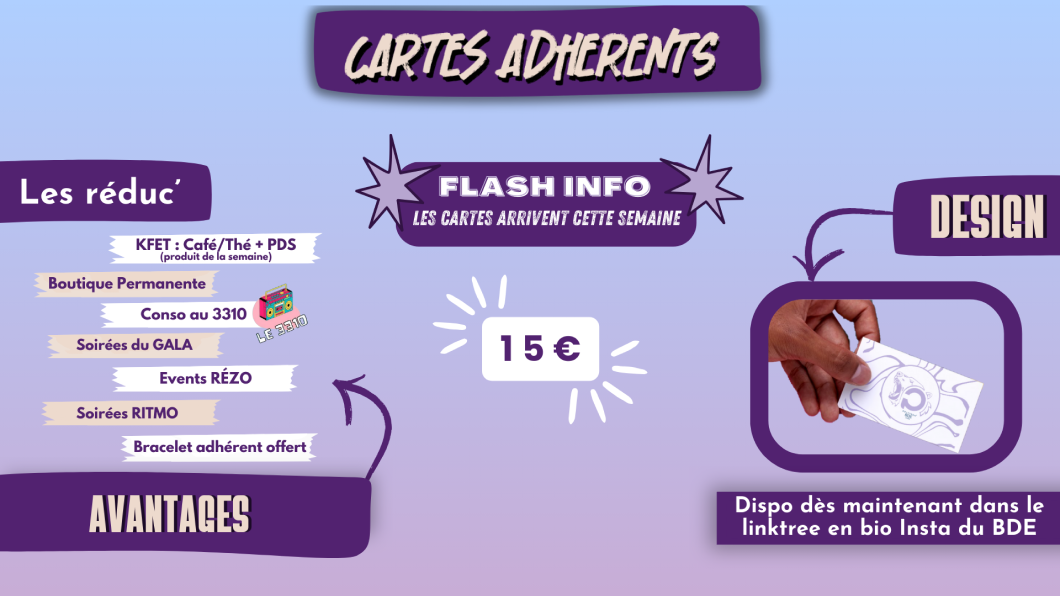 CARTES ADHERENTS
FLASH INFO
LES CARTES ARRIVENT CETTE SEMAINE
Les réduc’
KFET : Café/Thé + PDS
(produit de la semaine)
Boutique Permanente
Conso au 3310
LE 3310
Soirées du GALA
Events RÉZO
Soirées RITMO
Bracelet adhérent offert
AVANTAGES
15€
DESIGN
Dispo dès maintenant dans le
linktree en bio Insta du BDE